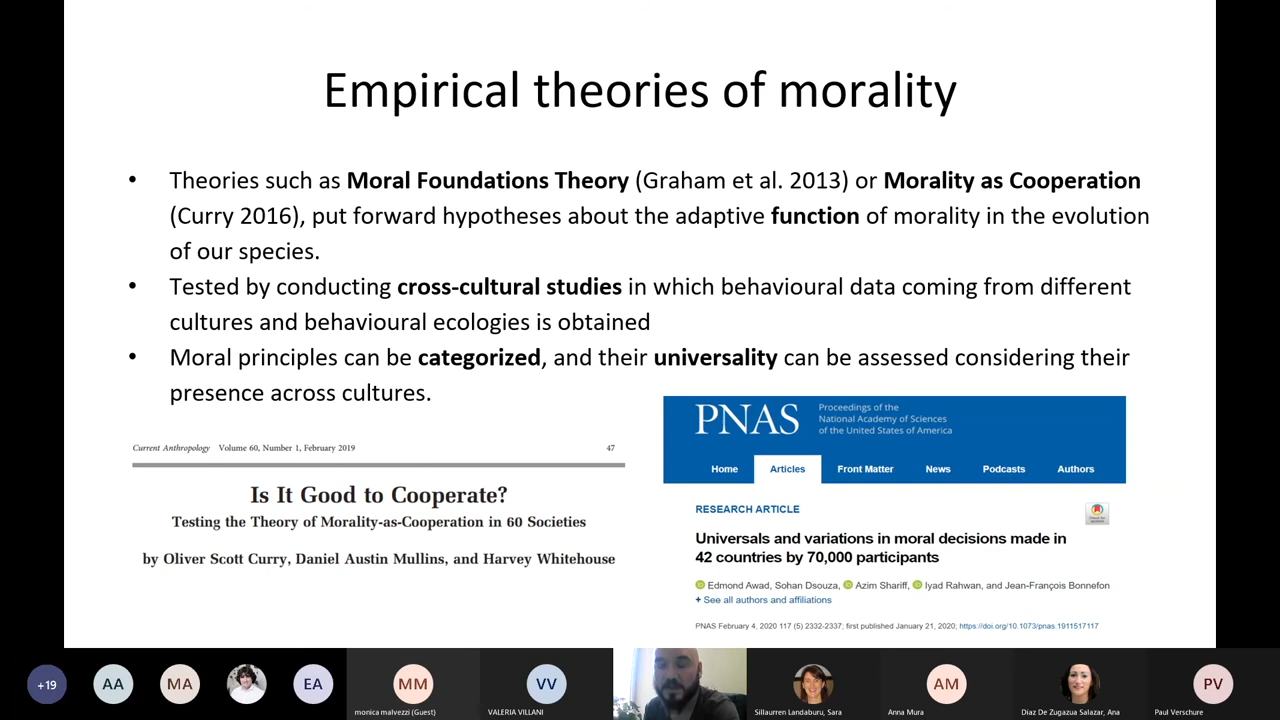 Empirical theories of morality
• Theories such as Moral Foundations Theory (Graham et al. 2013) or Morality as Cooperation
(Curry 2016), put forward hypotheses about the adaptive function of morality in the evolution
of our species.
• Tested by conducting cross-cultural studies in which behavioural data coming from different
cultures and behavioural ecologies is obtained
• Moral principles can be categorized, and their universality can be assessed considering their
presence across cultures.
Current Anthropology Volume 60, Number 1, February 2019 47
Is It Good to Cooperate?
Testing the Theory of Morality-as-Cooperation in 60 Societies
by Oliver Scott Curry, Daniel Austin Mullins, and Harvey Whitehouse
PNAS
Proceedings of the
National Academy of Sciences
of the United States of America
Home Articles Front Matter News Podcasts Authors
RESEARCH ARTICLE
Universals and variations in moral decisions made in
42 countries by 70,000 participants
Edmond Awad, Sohan Dsouza, Azim Shariff, Iyad Rahwan, and Jean-François Bonnefon
+ See all authors and affiliations
PNAS February 4, 2020 117 (5) 2332-2337; first published January 21, 2020; https://doi.org/10.1073/pnas.1911517117
+19 AA MA EA MM VV AM PV
monica malvezzi (Guest) VALERIA VILLANI Sillaurren Landaburu, Sara Anna Mura Diaz De Zugazua Salazar, Ana Paul Verschure